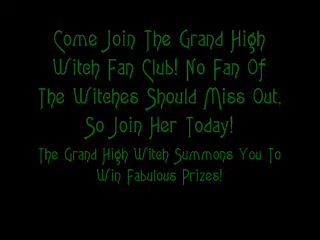 Come Join The Grand High
Witch Fan Club! No Fan Of
The Witches Should Miss Out,
So Join Her Today!
The Grand High Witch Summons You To
Win Fabulous Prizes!